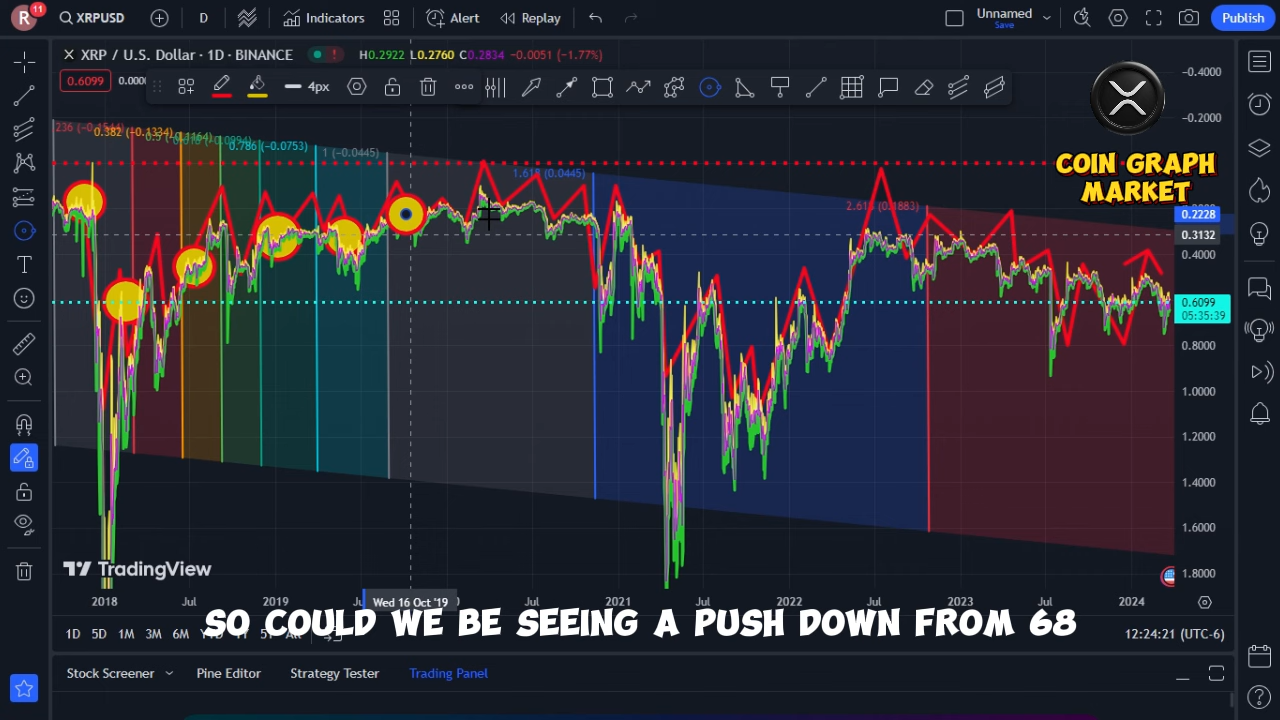 R 11 XRPUSD D Indicators Alert Replay Unnamed Save Publish
XRP / U.S. Dollar · 1D · BINANCE ! H0.2922 L0.2760 C0.2834 −0.0051 (−1.77%)
0.6099 4px
−0.4000
−0.2000
COIN GRAPH
MARKET
0.786 (−0.0753)
1 (−0.0445)
1.618 (0.0445)
0.2228
0.3132
0.4000
0.6099
05:35:39
0.8000
1.0000
1.2000
1.4000
1.6000
1.8000
TradingView
2018 Jul 2019 Wed 16 Oct '19 Jul 2021 Jul 2022 Jul 2023 Jul 2024
SO COULD WE BE SEEING A PUSH DOWN FROM 68
1D 5D 1M 3M 6M 12:24:21 (UTC-6)
Stock Screener Pine Editor Strategy Tester Trading Panel